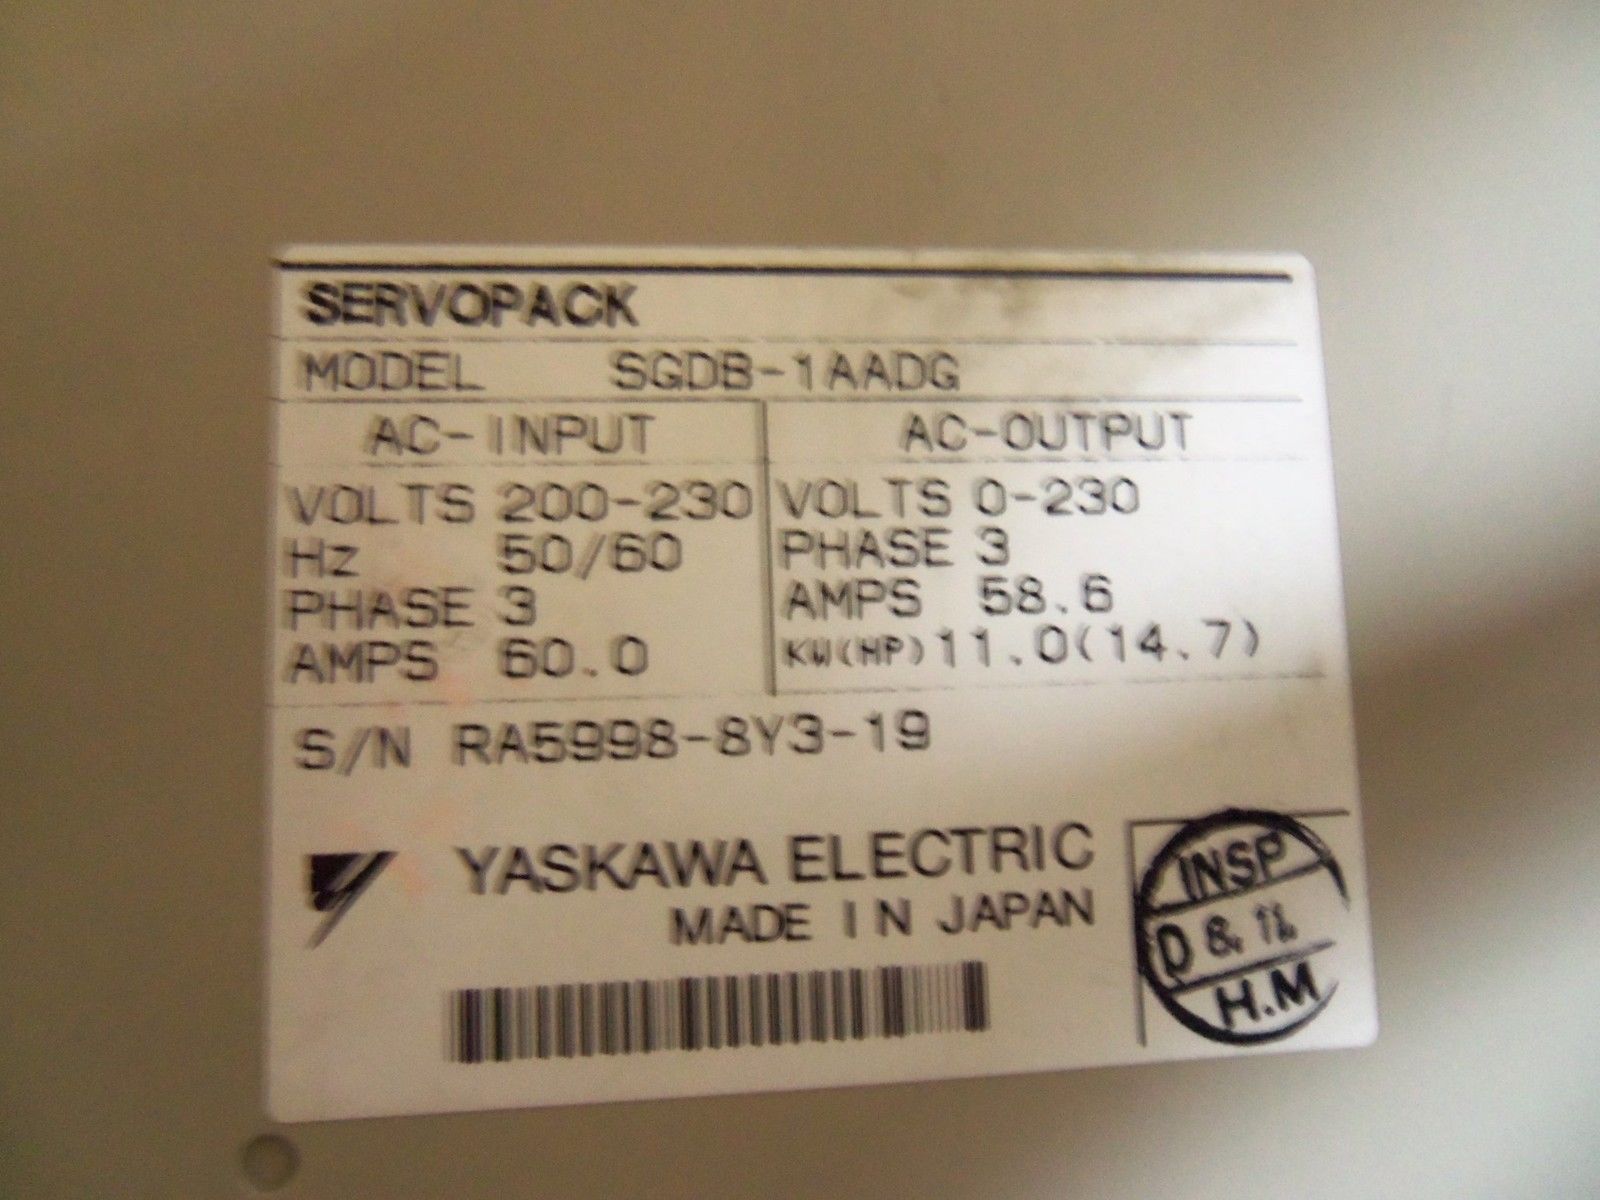 SERVOPACK
MODEL SGDB-1AADG
AC-INPUT AC-OUTPUT
VOLTS 200-230 VOLTS 0-230
Hz 50/60 PHASE 3
PHASE 3 AMPS 58.6
AMPS 60.0 KW(HP) 11.0(14.7)
S/N RA5998-8Y3-19
YASKAWA ELECTRIC
MADE IN JAPAN
INSP
D 8.
H.M